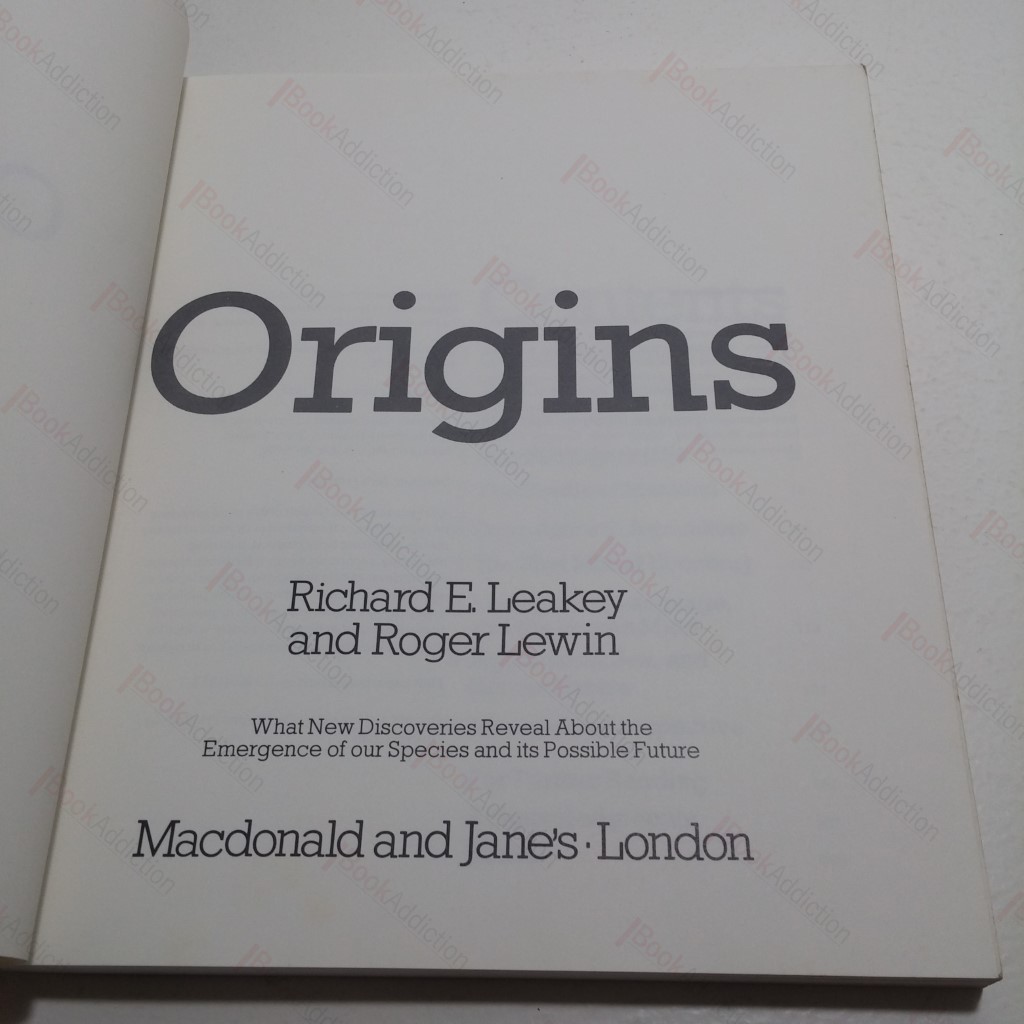 Origins
Richard E. Leakey
and Roger Lewin
What New Discoveries Reveal About the
Emergence of our Species and its Possible Future
Macdonald and Jane's · London
BookAddiction